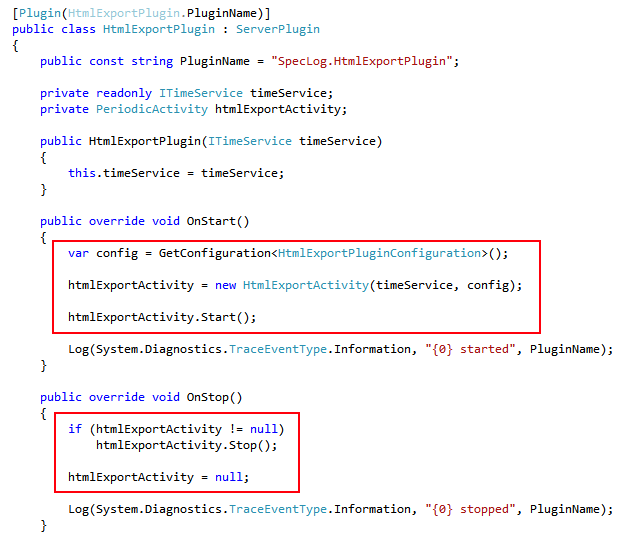 [Plugin(HtmlExportPlugin.PluginName)]
public class HtmlExportPlugin : ServerPlugin
{
    public const string PluginName = "SpecLog.HtmlExportPlugin";

    private readonly ITimeService timeService;
    private PeriodicActivity htmlExportActivity;

    public HtmlExportPlugin(ITimeService timeService)
    {
        this.timeService = timeService;
    }

    public override void OnStart()
    {
        var config = GetConfiguration<HtmlExportPluginConfiguration>();

        htmlExportActivity = new HtmlExportActivity(timeService, config);

        htmlExportActivity.Start();

        Log(System.Diagnostics.TraceEventType.Information, "{0} started", PluginName);
    }

    public override void OnStop()
    {
        if (htmlExportActivity != null)
            htmlExportActivity.Stop();

        htmlExportActivity = null;

        Log(System.Diagnostics.TraceEventType.Information, "{0} stopped", PluginName);
    }